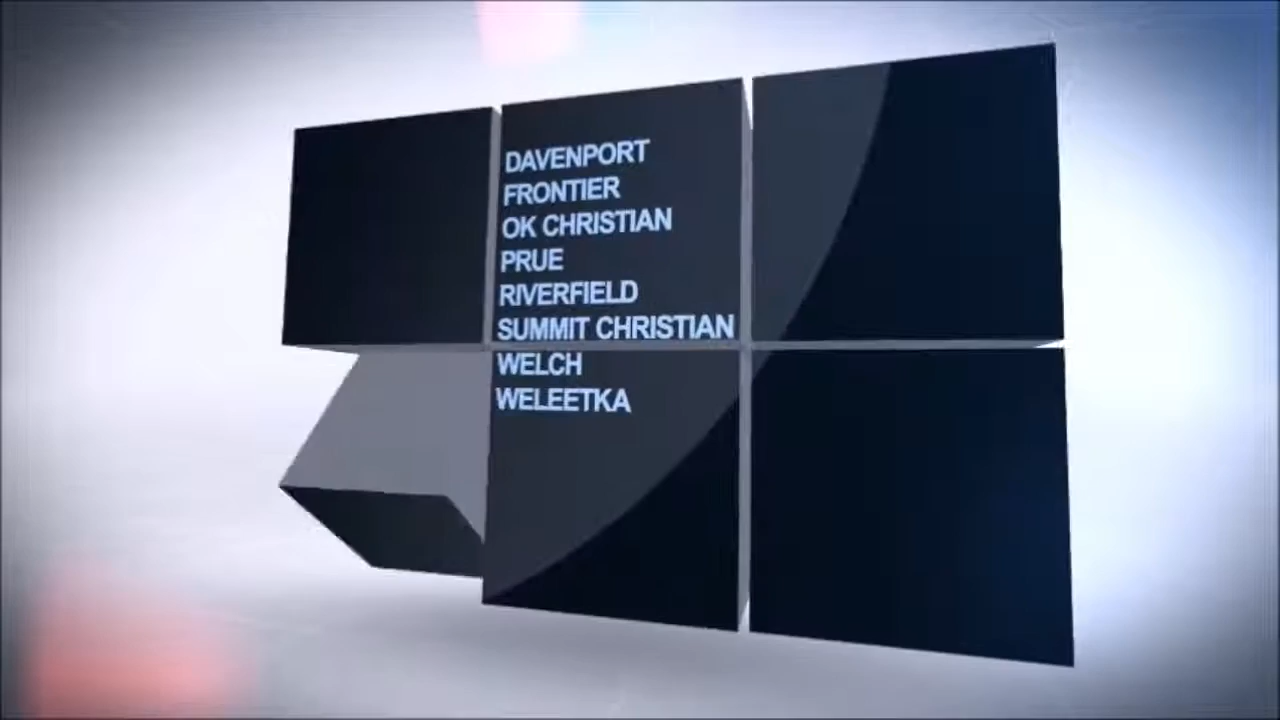 DAVENPORT
FRONTIER
OK CHRISTIAN
PRUE
RIVERFIELD
SUMMIT CHRISTIAN
WELCH
WELEETKA